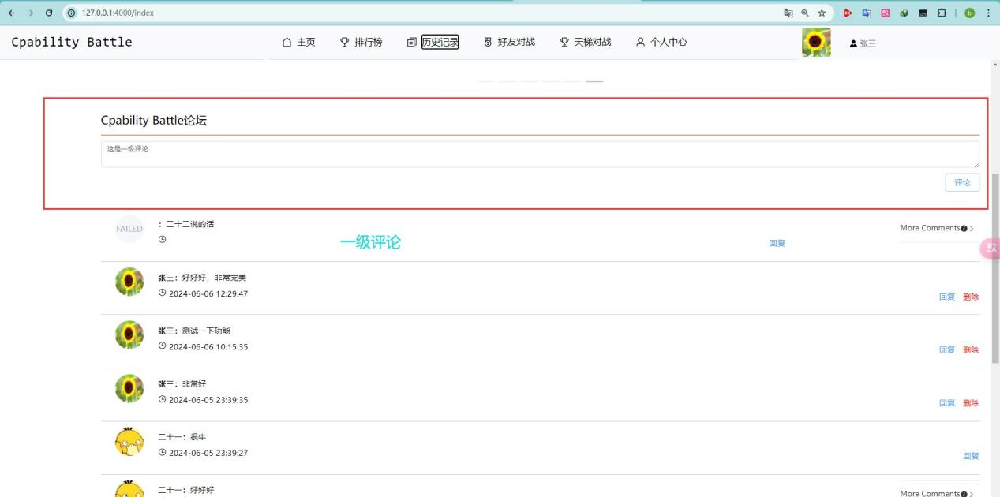 127.0.0.1:4000/index
Cpability Battle 主页 排行榜 历史记录 好友对战 天梯对战 个人中心 张三
Cpability Battle论坛
这是一级评论
评论
FAILED
：二十二说的话
More Comments
一级评论
回复
张三：好好好，非常完美
2024-06-06 12:29:47
回复 删除
张三：测试一下功能
2024-06-06 10:15:35
回复 删除
张三：非常好
2024-06-05 23:39:35
回复 删除
二十一：很牛
2024-06-05 23:39:27
回复
二十一：好好好
More Comments